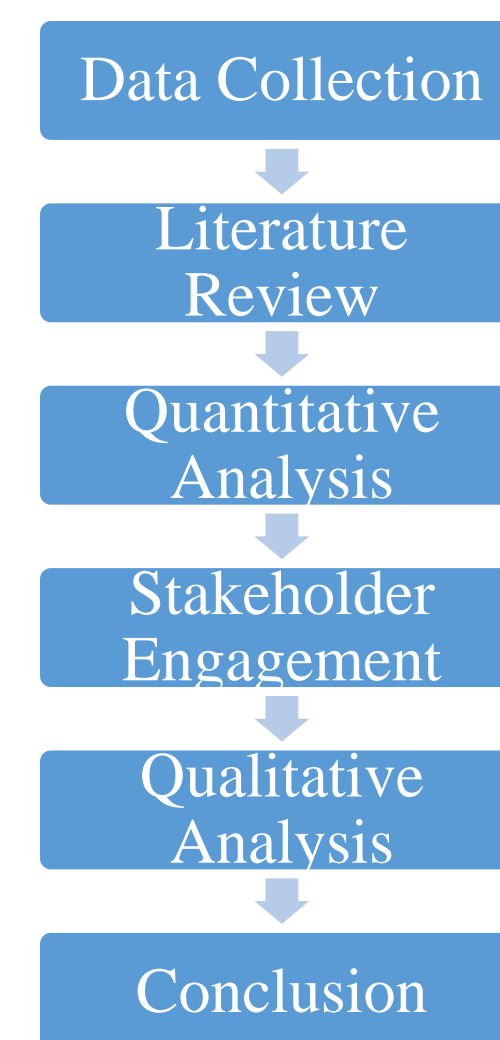 Data Collection
Literature
Review
Quantitative
Analysis
Stakeholder
Engagement
Qualitative
Analysis
Conclusion